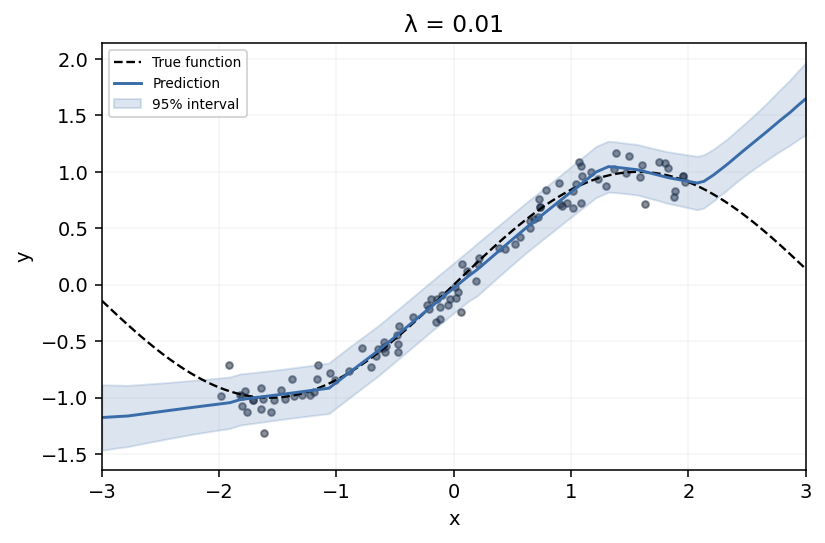 λ = 0.01
True function
Prediction
95% interval
2.0
1.5
1.0
0.5
0.0
−0.5
−1.0
−1.5
y
−3 −2 −1 0 1 2 3
x